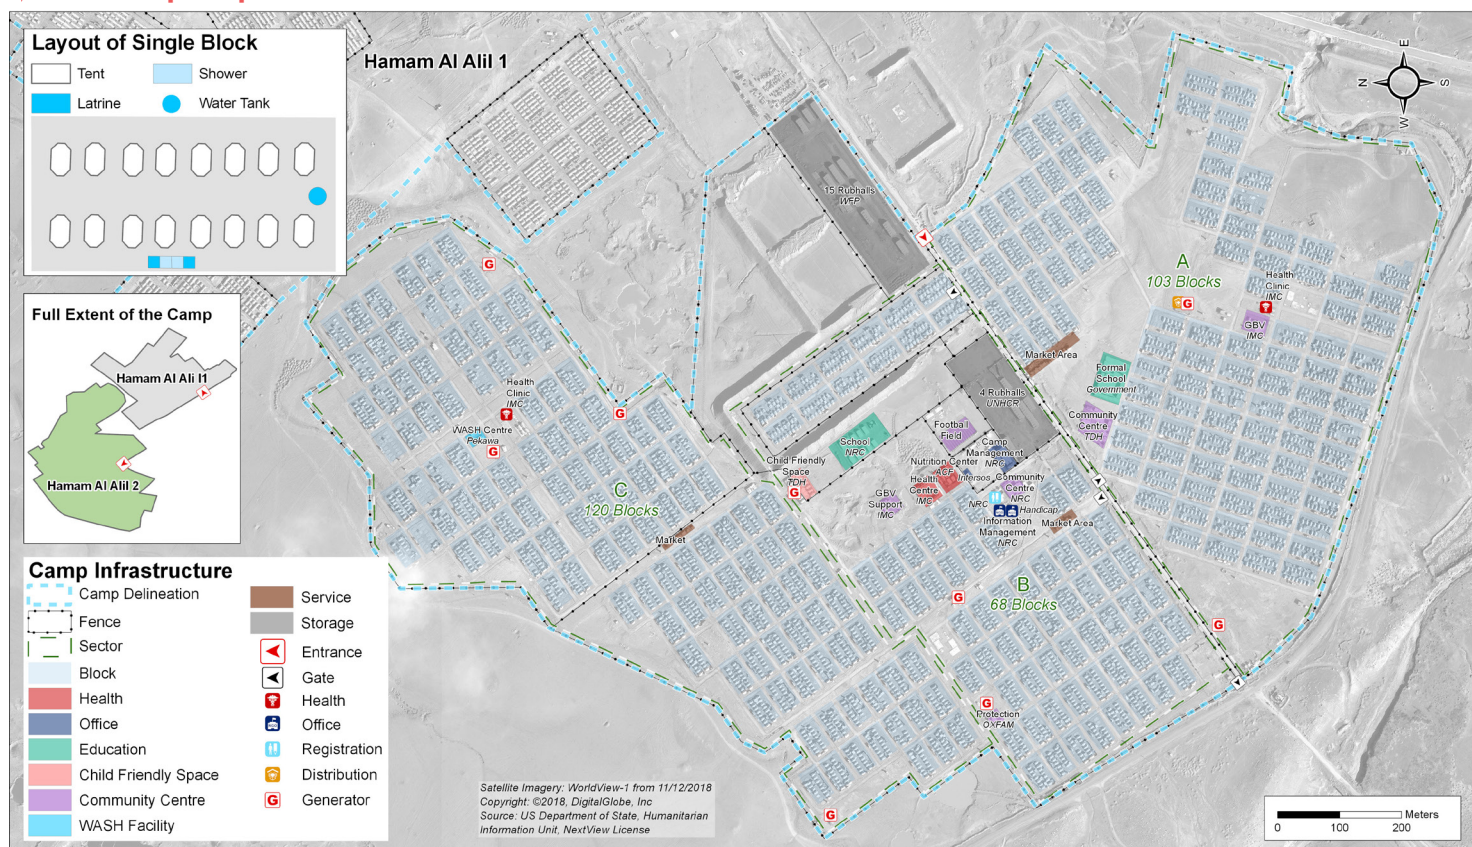 Layout of Single Block
Tent
Shower
Latrine
Water Tank
Hamam Al Alil 1
E
N
S
W
Full Extent of the Camp
Hamam Al Ali l1
Hamam Al Alil 2
15 Rubhalls
WFP
A
103 Blocks
Health
Clinic
IMC
GBV
IMC
Market Area
Formal
School
Government
Community
Centre
TDH
4 Rubhalls
UNHCR
Football
Field
Camp
Management
NRC
School
NRC
Nutrition Center
ACF
Intersos
Community
Centre
NRC
Health
Centre
IMC
Child Friendly
Space
TDH
GBV
Support
IMC
NRC
Handicap
Information
Management
NRC
Market Area
Health
Clinic
IMC
WASH Centre
Pekawa
C
120 Blocks
Market
B
68 Blocks
Protection
OXFAM
G
G
G
G
G
G
G
G
G
Camp Infrastructure
Camp Delineation
Fence
Sector
Block
Health
Office
Education
Child Friendly Space
Community Centre
WASH Facility
Service
Storage
Entrance
Gate
Health
Office
Registration
Distribution
G Generator
Satellite Imagery: WorldView-1 from 11/12/2018
Copyright: ©2018, DigitalGlobe, Inc
Source: US Department of State, Humanitarian
Information Unit, NextView License
Meters
0 100 200